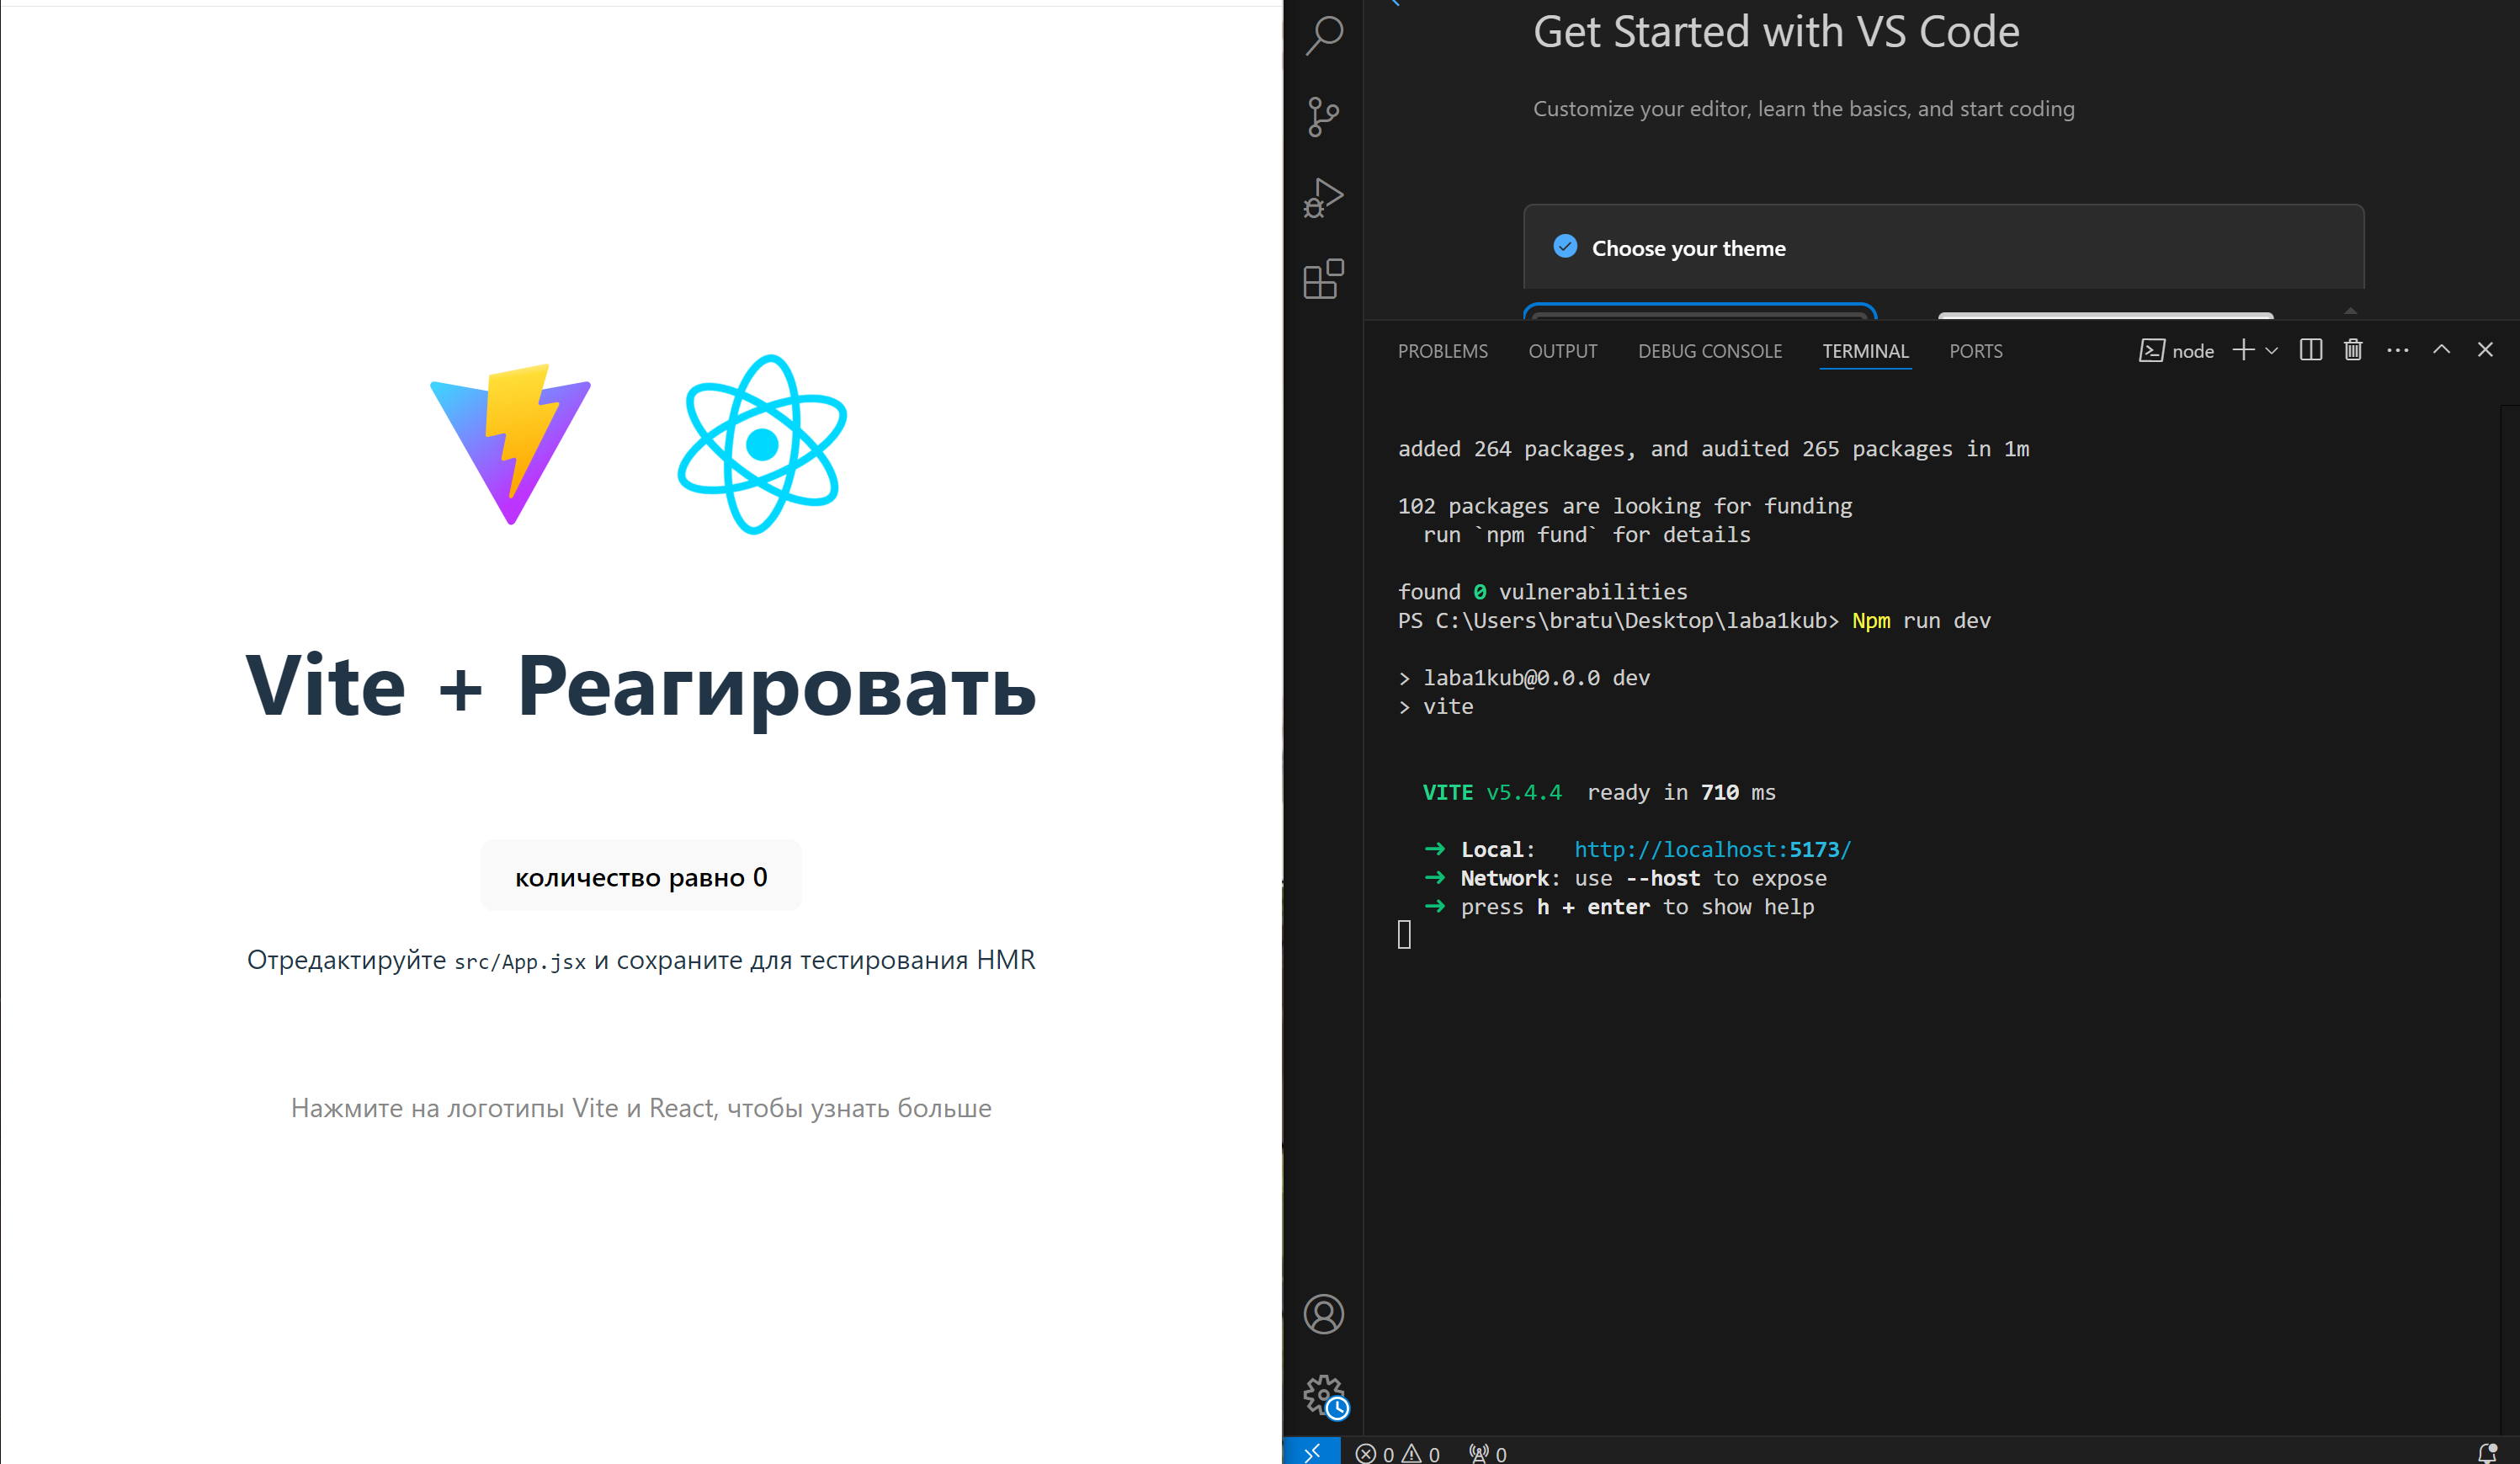 Vite + Реагировать
количество равно 0
Отредактируйте src/App.jsx и сохраните для тестирования HMR
Нажмите на логотипы Vite и React, чтобы узнать больше
Get Started with VS Code
Customize your editor, learn the basics, and start coding
Choose your theme
PROBLEMS OUTPUT DEBUG CONSOLE TERMINAL PORTS node
added 264 packages, and audited 265 packages in 1m
102 packages are looking for funding
run `npm fund` for details
found 0 vulnerabilities
PS C:\Users\bratu\Desktop\laba1kub> Npm run dev
> laba1kub@0.0.0 dev
> vite
VITE v5.4.4 ready in 710 ms
➜ Local: http://localhost:5173/
➜ Network: use --host to expose
➜ press h + enter to show help
0 0 0